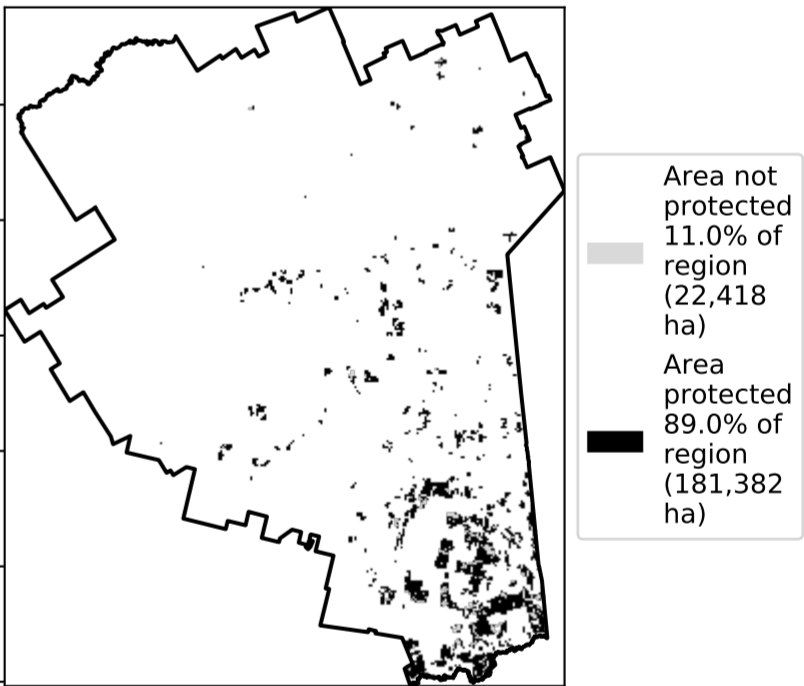 Area not
protected
11.0% of
region
(22,418
ha)
Area
protected
89.0% of
region
(181,382
ha)